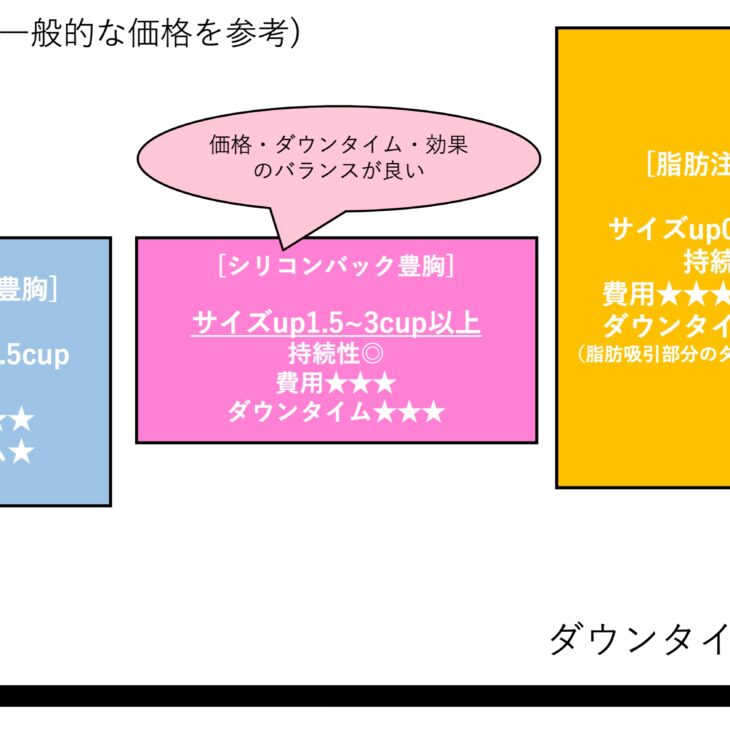 一般的な価格を参考)
価格・ダウンタイム・効果
のバランスが良い
豊胸]
.5cup
★★
ム★
[シリコンバック豊胸]
サイズup1.5~3cup以上
持続性◎
費用★★★
ダウンタイム★★★
[脂肪注
サイズup0
持続
費用★★★
ダウンタイ
(脂肪吸引部分のダ
ダウンタイ